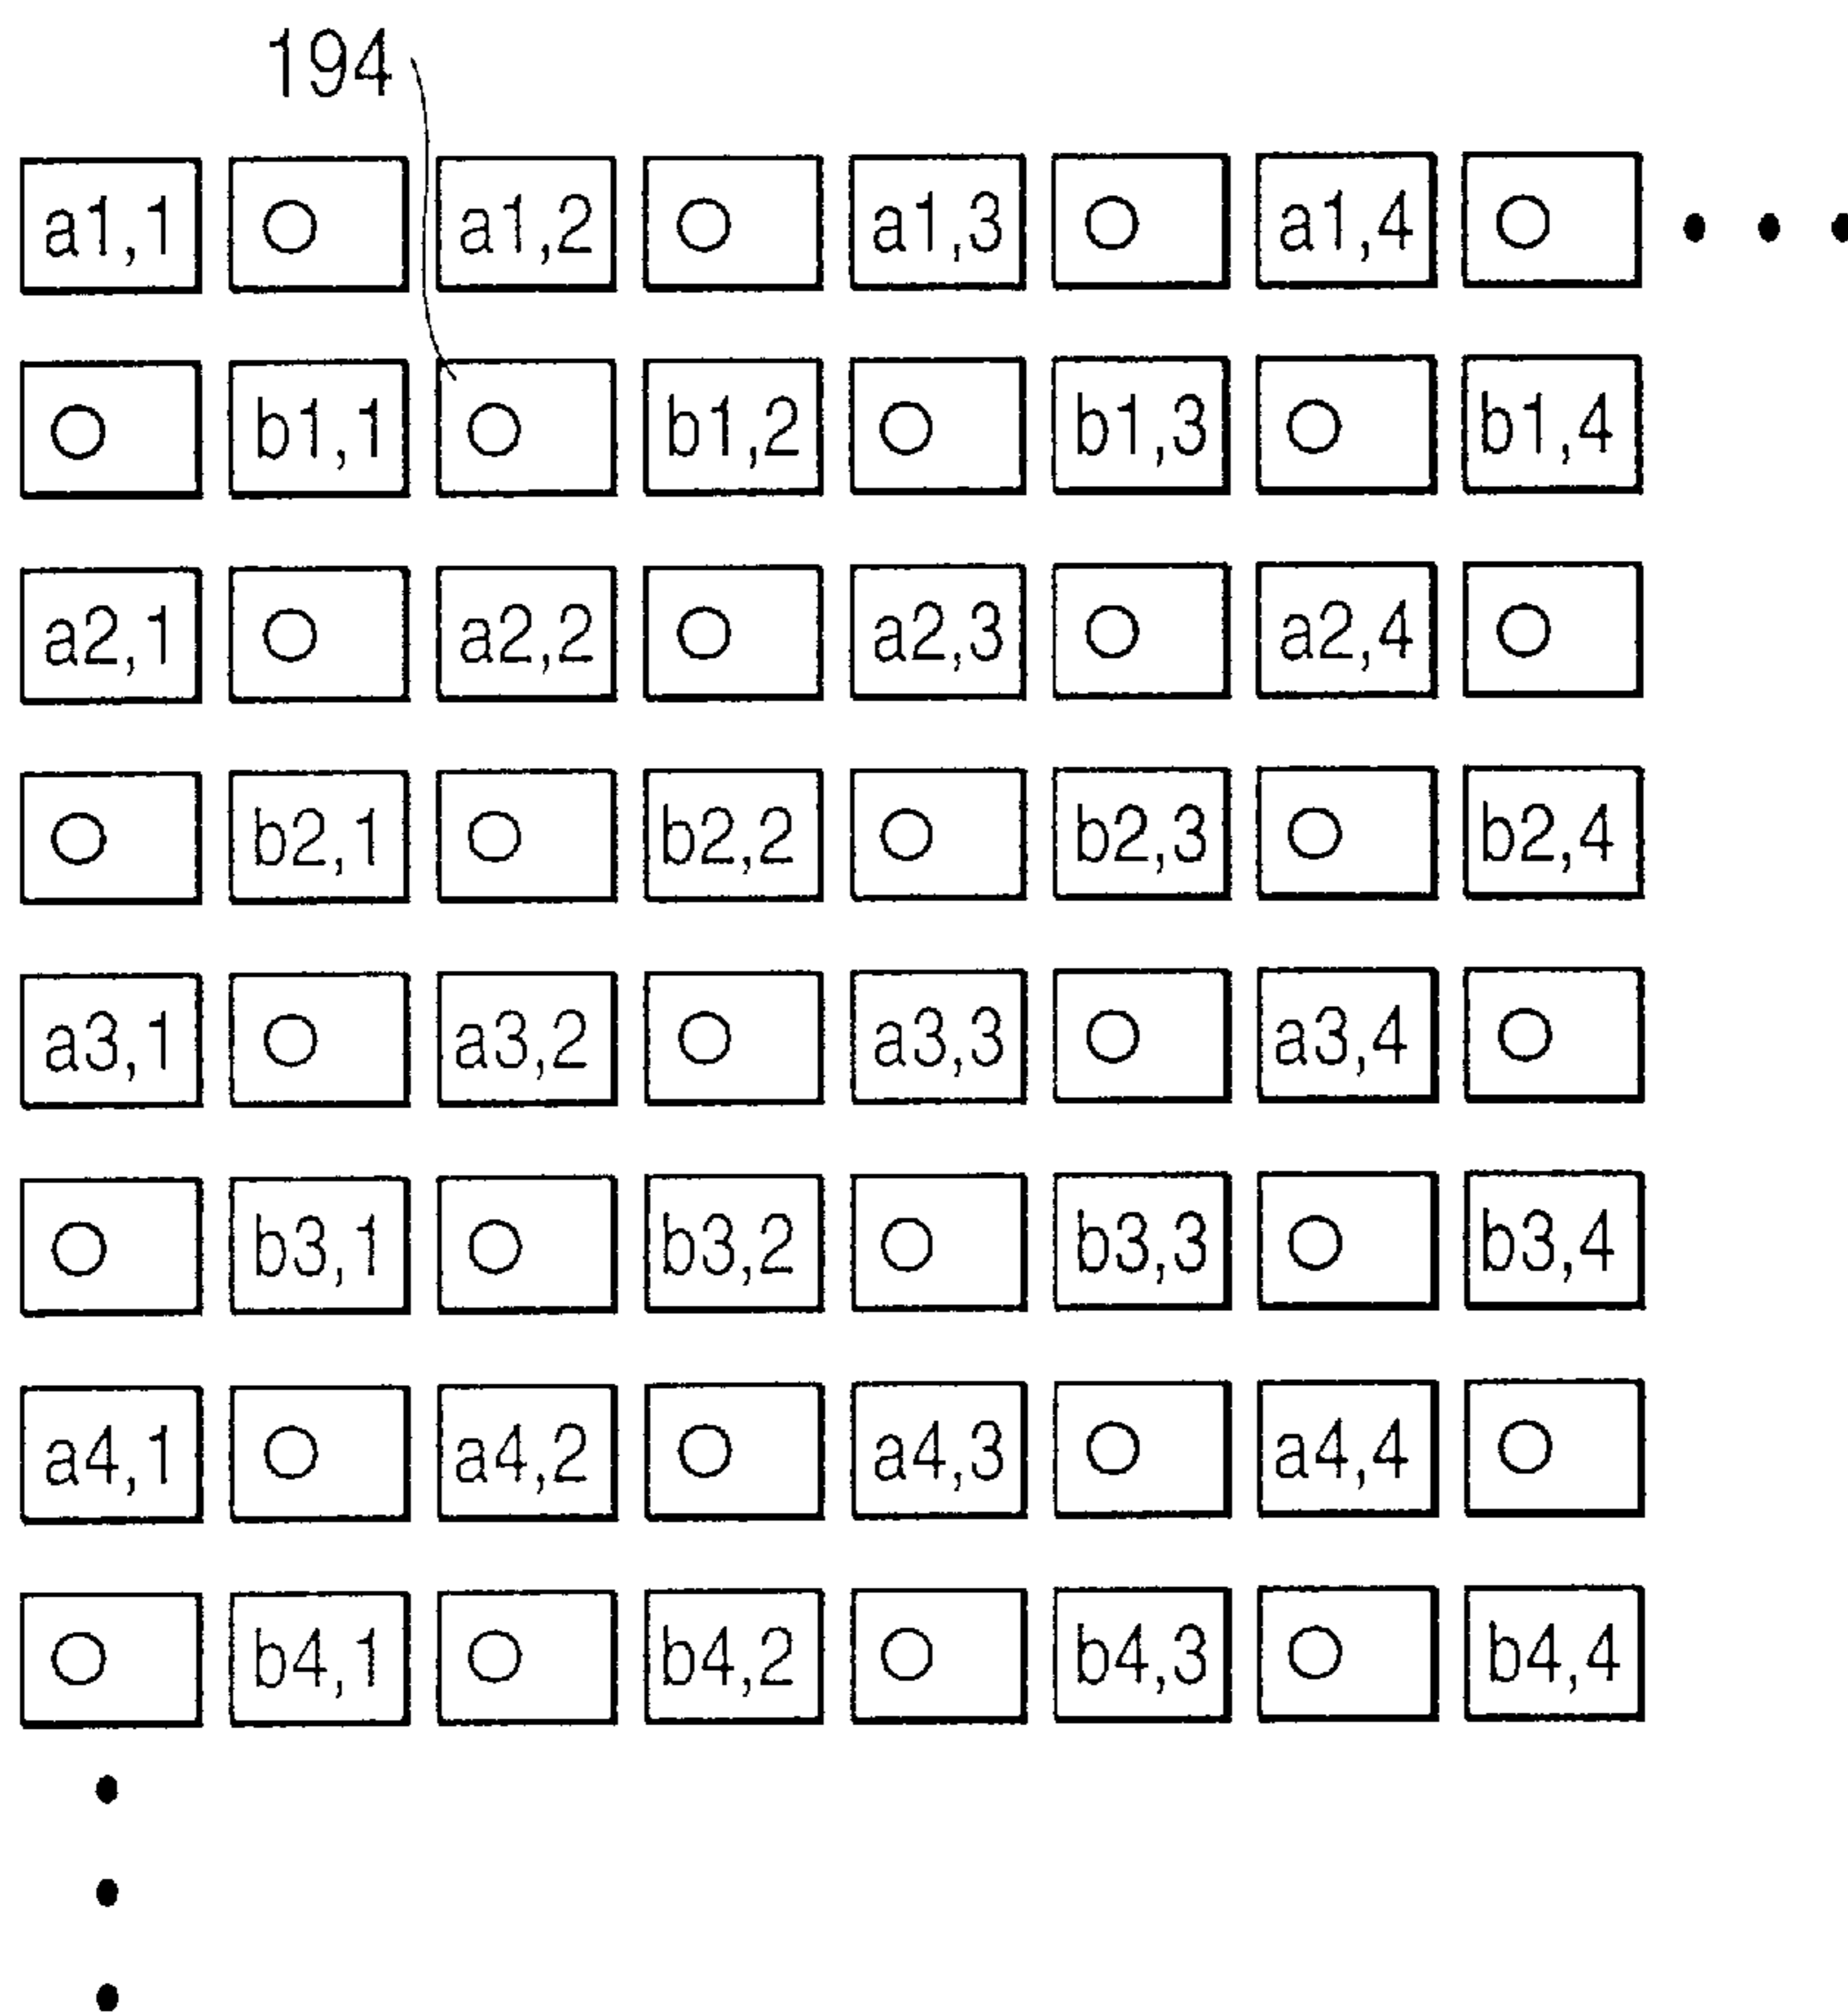 194
a1,1 ○ a1,2 ○ a1,3 ○ a1,4 ○ • • •
○ b1,1 ○ b1,2 ○ b1,3 ○ b1,4
a2,1 ○ a2,2 ○ a2,3 ○ a2,4 ○
○ b2,1 ○ b2,2 ○ b2,3 ○ b2,4
a3,1 ○ a3,2 ○ a3,3 ○ a3,4 ○
○ b3,1 ○ b3,2 ○ b3,3 ○ b3,4
a4,1 ○ a4,2 ○ a4,3 ○ a4,4 ○
○ b4,1 ○ b4,2 ○ b4,3 ○ b4,4